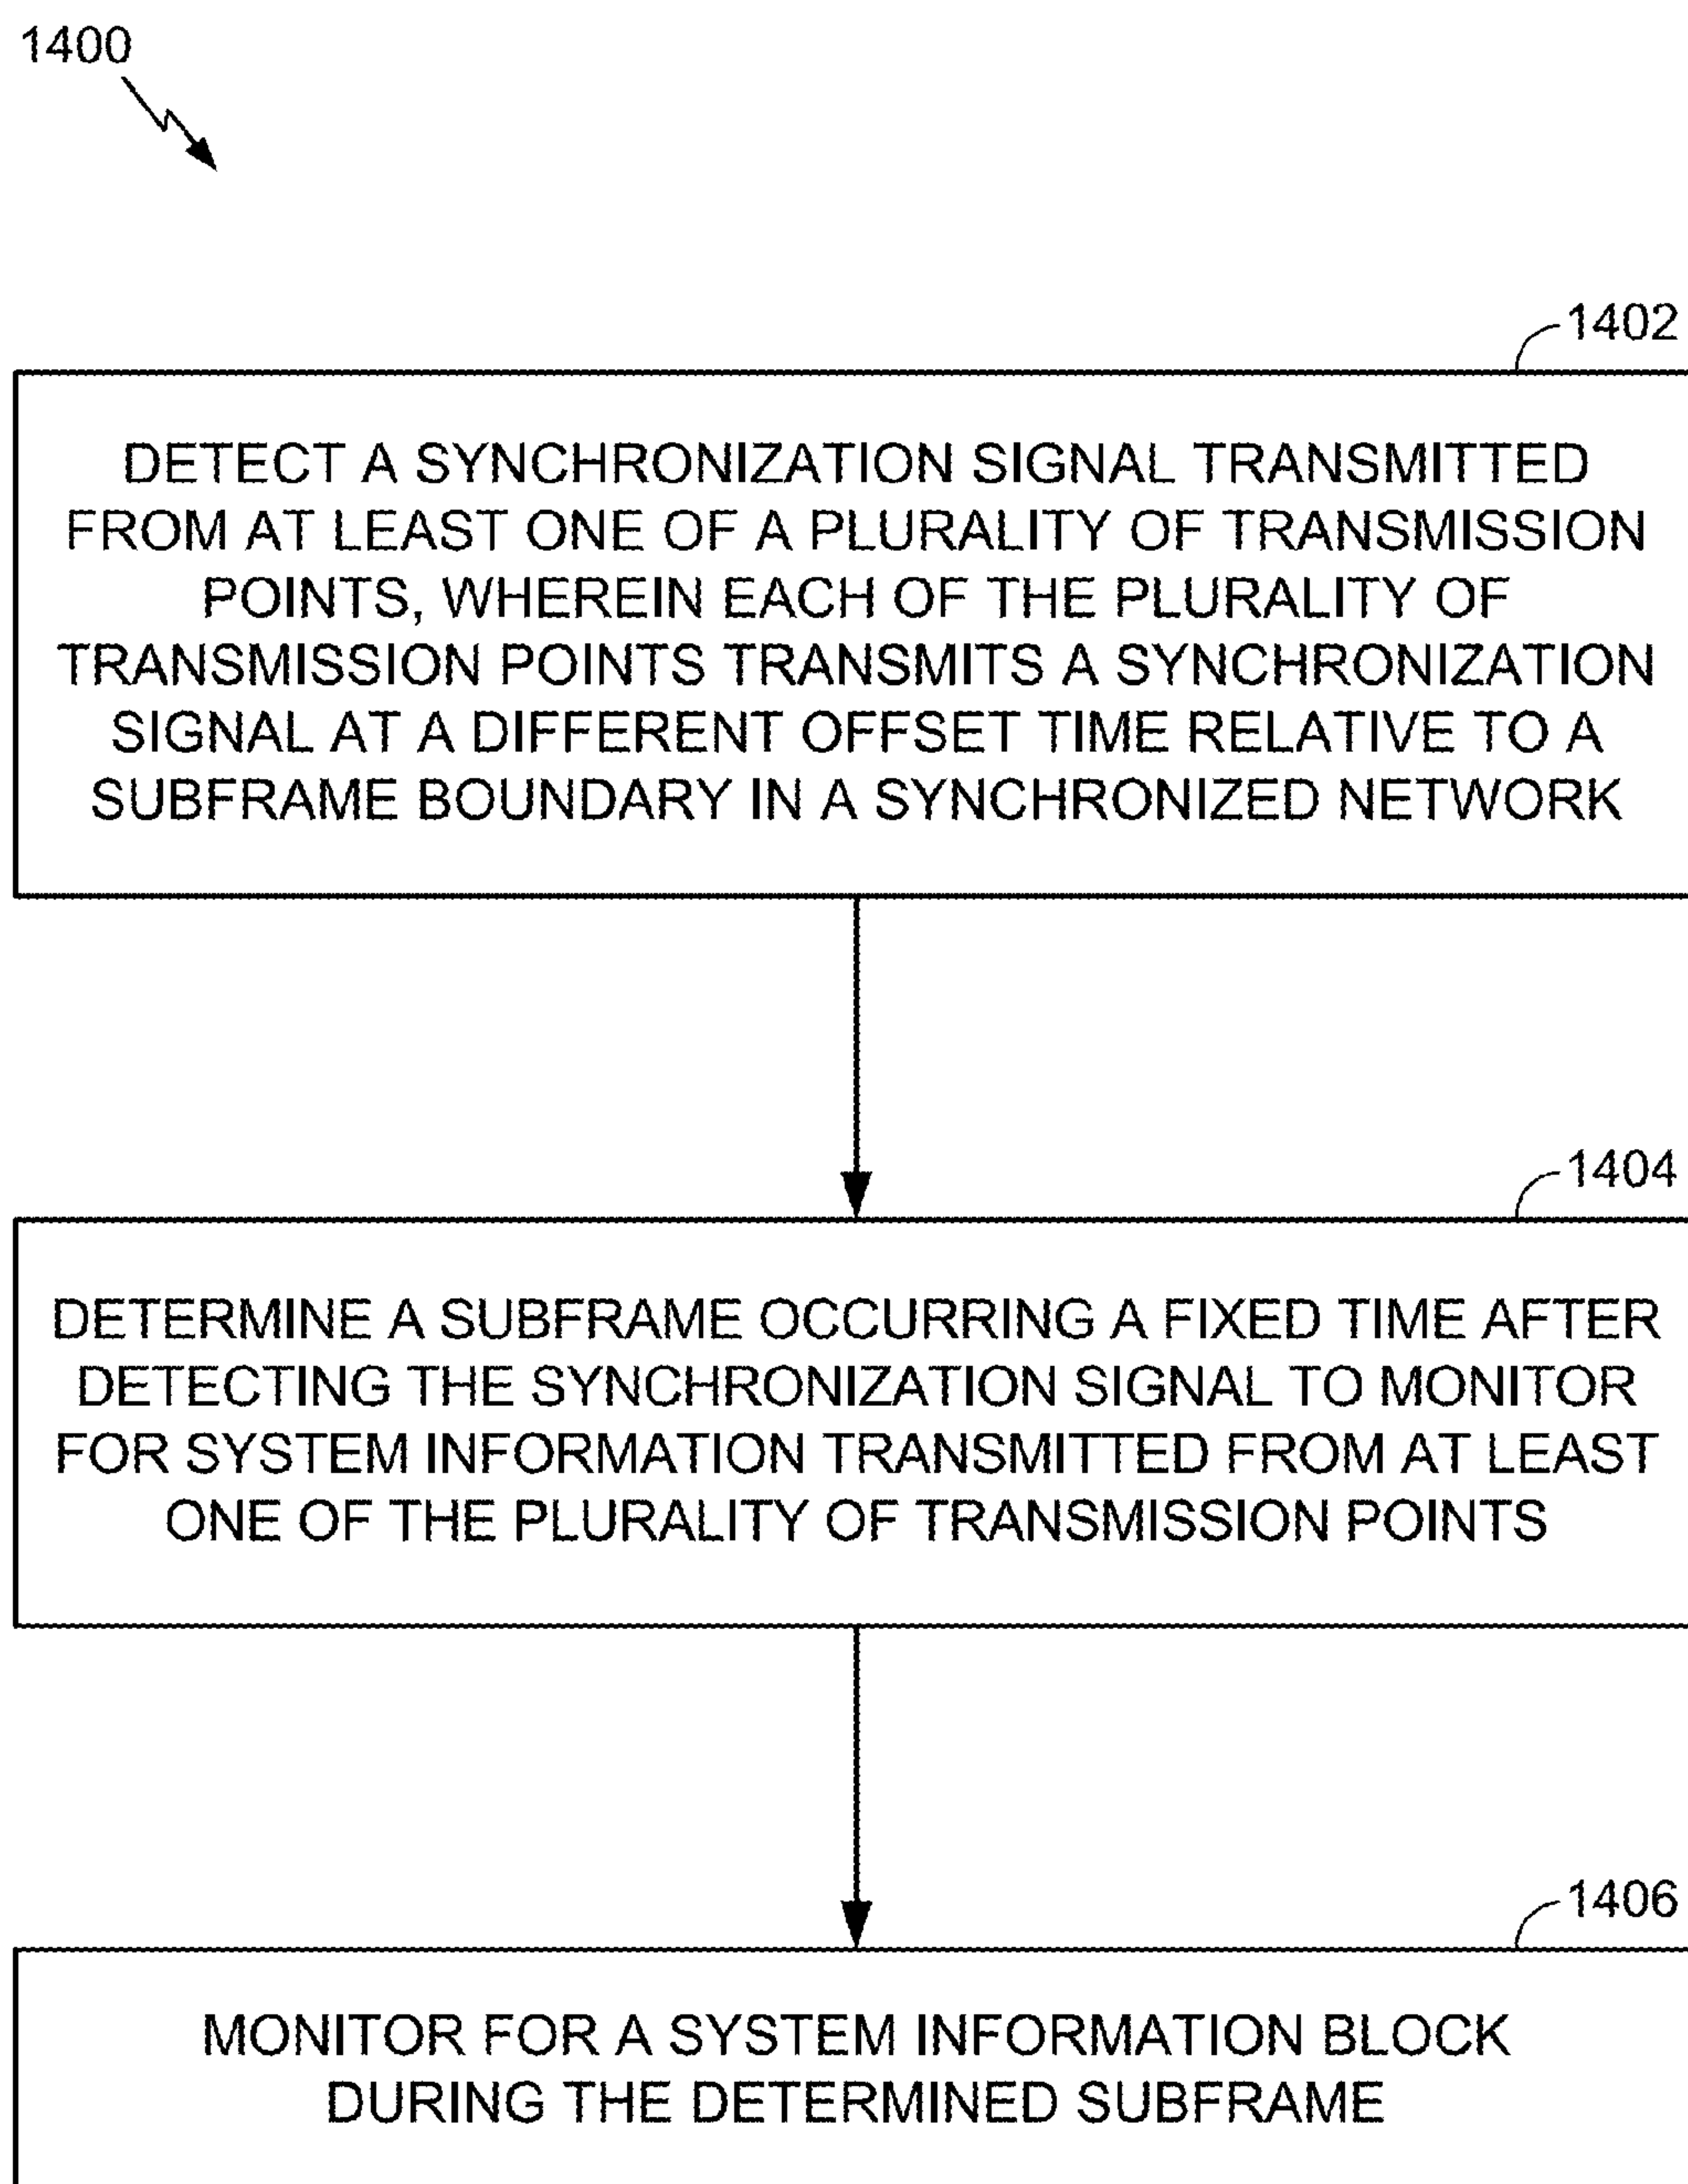 1400
1402
DETECT A SYNCHRONIZATION SIGNAL TRANSMITTED
FROM AT LEAST ONE OF A PLURALITY OF TRANSMISSION
POINTS, WHEREIN EACH OF THE PLURALITY OF
TRANSMISSION POINTS TRANSMITS A SYNCHRONIZATION
SIGNAL AT A DIFFERENT OFFSET TIME RELATIVE TO A
SUBFRAME BOUNDARY IN A SYNCHRONIZED NETWORK
1404
DETERMINE A SUBFRAME OCCURRING A FIXED TIME AFTER
DETECTING THE SYNCHRONIZATION SIGNAL TO MONITOR
FOR SYSTEM INFORMATION TRANSMITTED FROM AT LEAST
ONE OF THE PLURALITY OF TRANSMISSION POINTS
1406
MONITOR FOR A SYSTEM INFORMATION BLOCK
DURING THE DETERMINED SUBFRAME